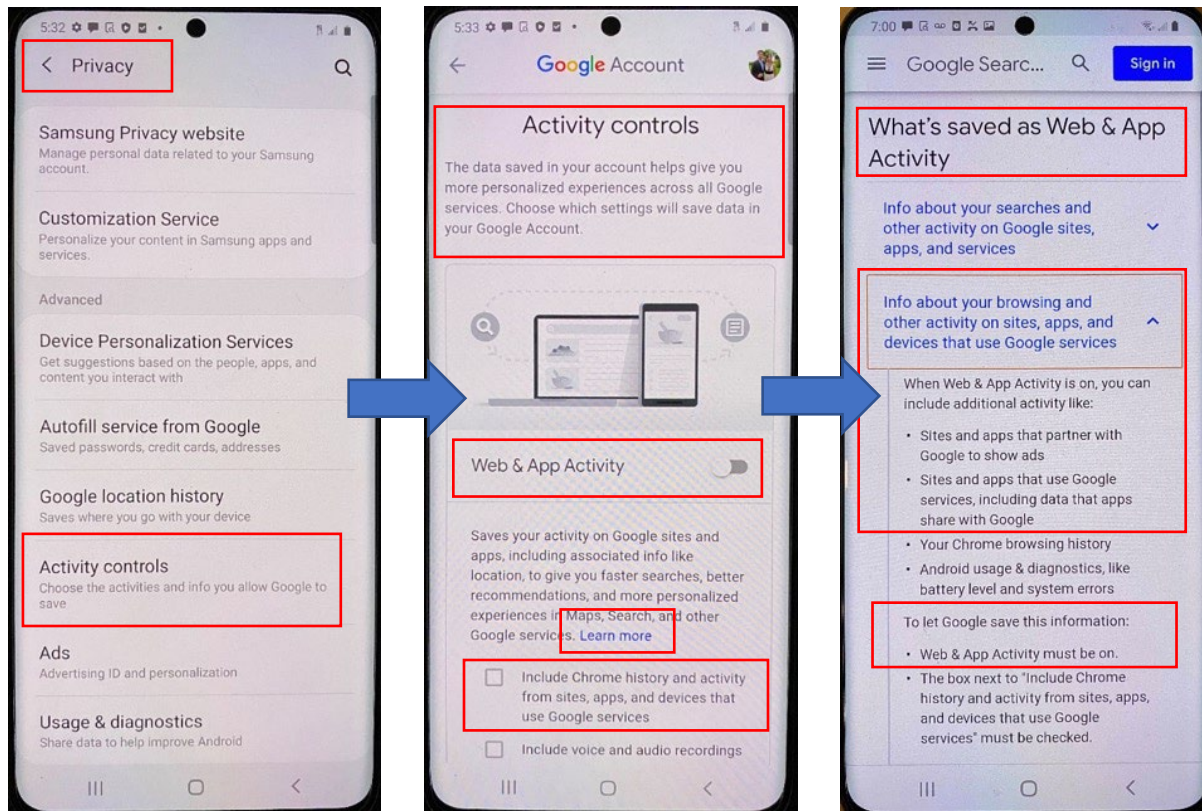 5:32
Privacy
Samsung Privacy website
Manage personal data related to your Samsung
account.
Customization Service
Personalize your content in Samsung apps and
services.
Advanced
Device Personalization Services
Get suggestions based on the people, apps, and
content you interact with
Autofill service from Google
Saved passwords, credit cards, addresses
Google location history
Saves where you go with your device
Activity controls
Choose the activities and info you allow Google to
save
Ads
Advertising ID and personalization
Usage & diagnostics
Share data to help improve Android
5:33
Google Account
Activity controls
The data saved in your account helps give you
more personalized experiences across all Google
services. Choose which settings will save data in
your Google Account.
Web & App Activity
Saves your activity on Google sites and
apps, including associated info like
location, to give you faster searches, better
recommendations, and more personalized
experiences in Maps, Search, and other
Google services. Learn more
Include Chrome history and activity
from sites, apps, and devices that
use Google services
Include voice and audio recordings
7:00
Google Searc...
Sign in
What's saved as Web & App
Activity
Info about your searches and
other activity on Google sites,
apps, and services
Info about your browsing and
other activity on sites, apps, and
devices that use Google services
When Web & App Activity is on, you can
include additional activity like:
• Sites and apps that partner with
Google to show ads
• Sites and apps that use Google
services, including data that apps
share with Google
• Your Chrome browsing history
• Android usage & diagnostics, like
battery level and system errors
To let Google save this information:
• Web & App Activity must be on.
• The box next to "Include Chrome
history and activity from sites, apps,
and devices that use Google
services" must be checked.